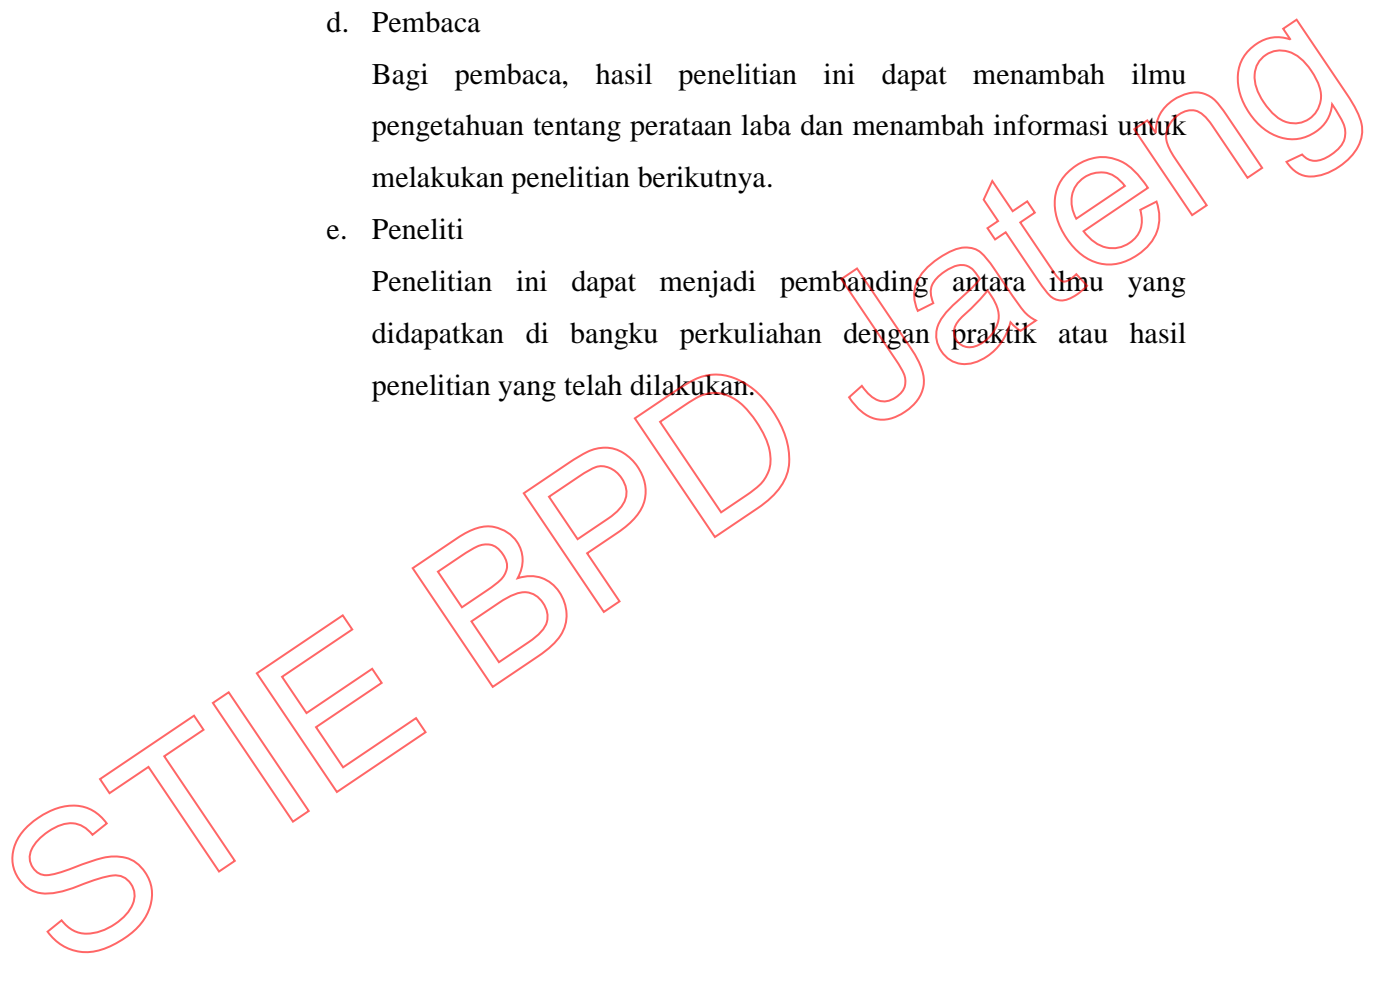 d. Pembaca
Bagi pembaca, hasil penelitian ini dapat menambah ilmu
pengetahuan tentang perataan laba dan menambah informasi untuk
melakukan penelitian berikutnya.
e. Peneliti
Penelitian ini dapat menjadi pembanding antara ilmu yang
didapatkan di bangku perkuliahan dengan praktik atau hasil
penelitian yang telah dilakukan.
STIE BPD Jateng